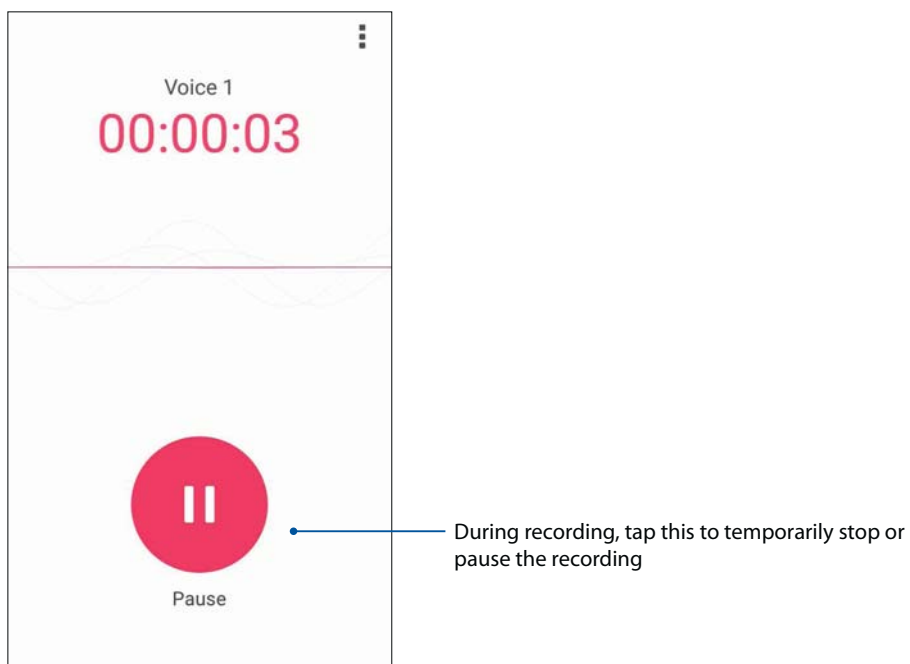 Voice 1
00:00:03
During recording, tap this to temporarily stop or
pause the recording
Pause